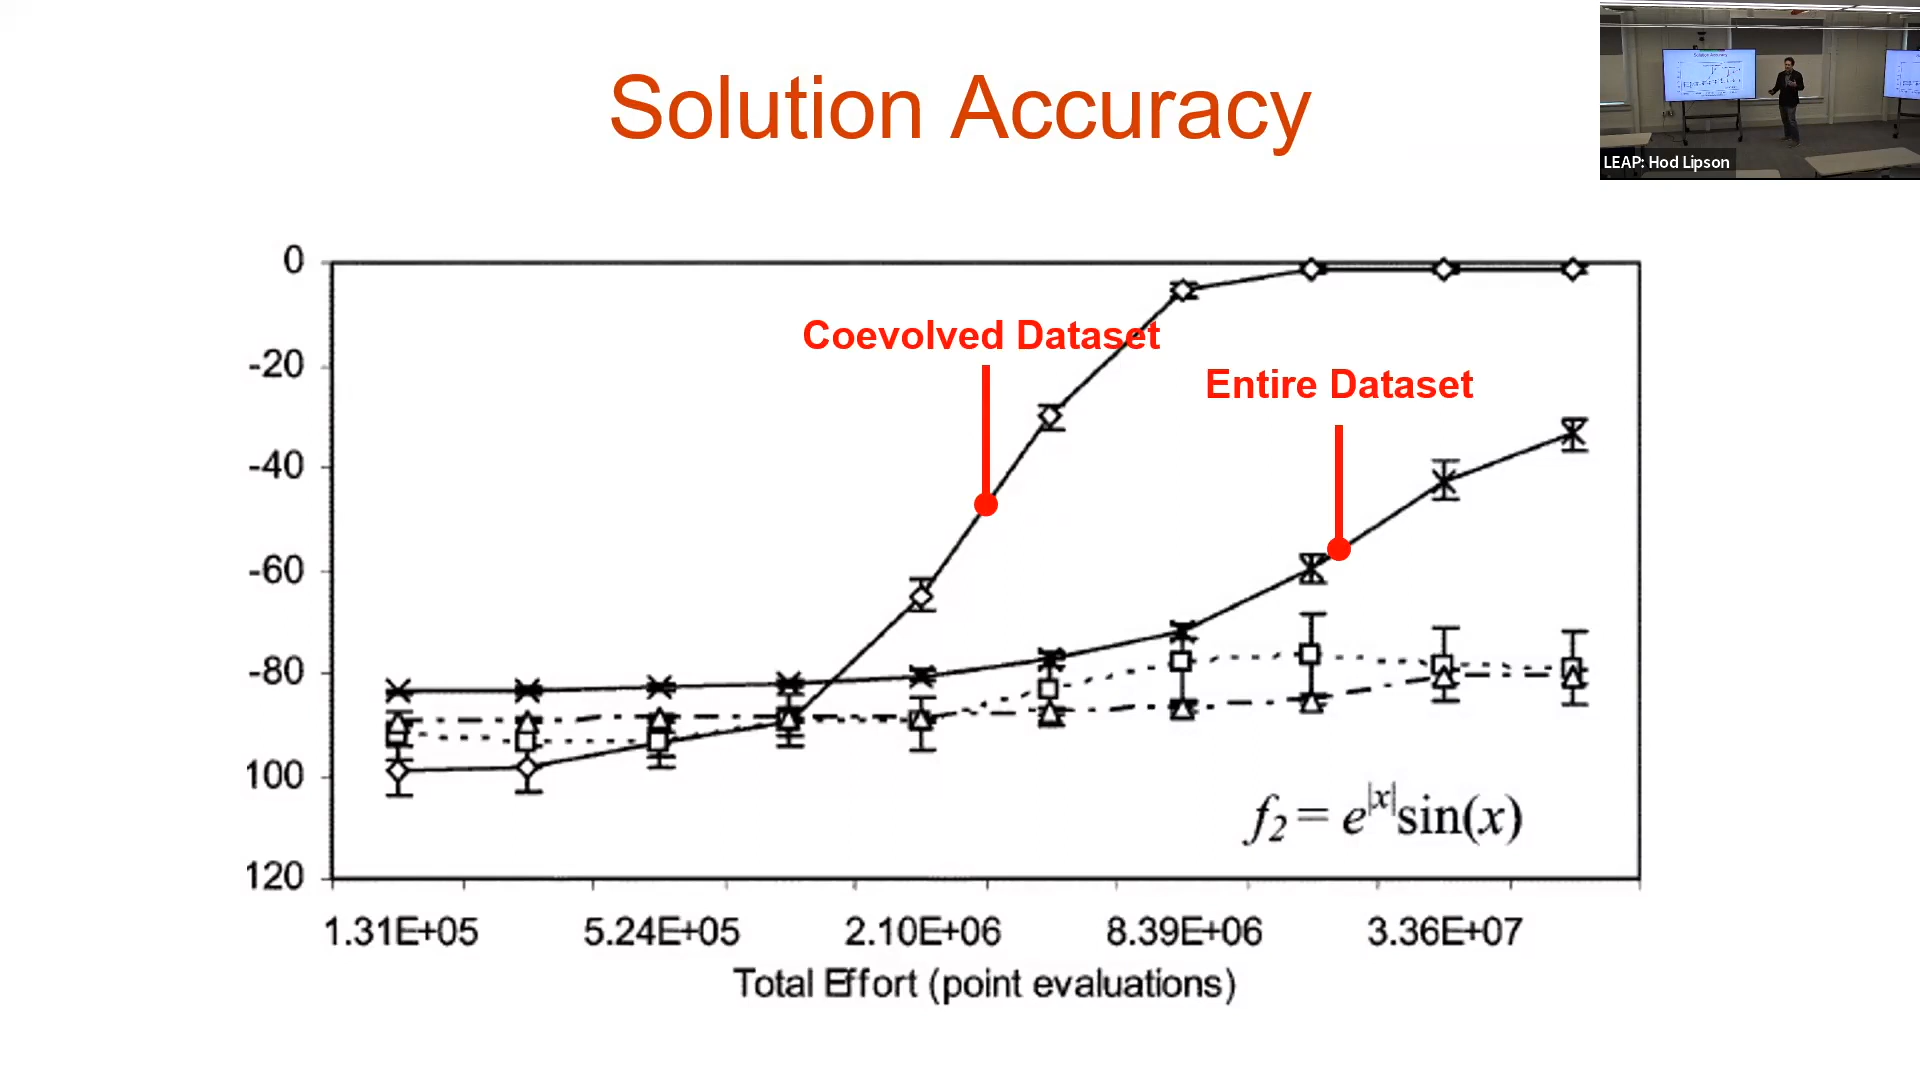 Solution Accuracy
LEAP: Hod Lipson
0
-20
-40
-60
-80
100
120
Coevolved Dataset
Entire Dataset
f2 = e|x|sin(x)
1.31E+05 5.24E+05 2.10E+06 8.39E+06 3.36E+07
Total Effort (point evaluations)